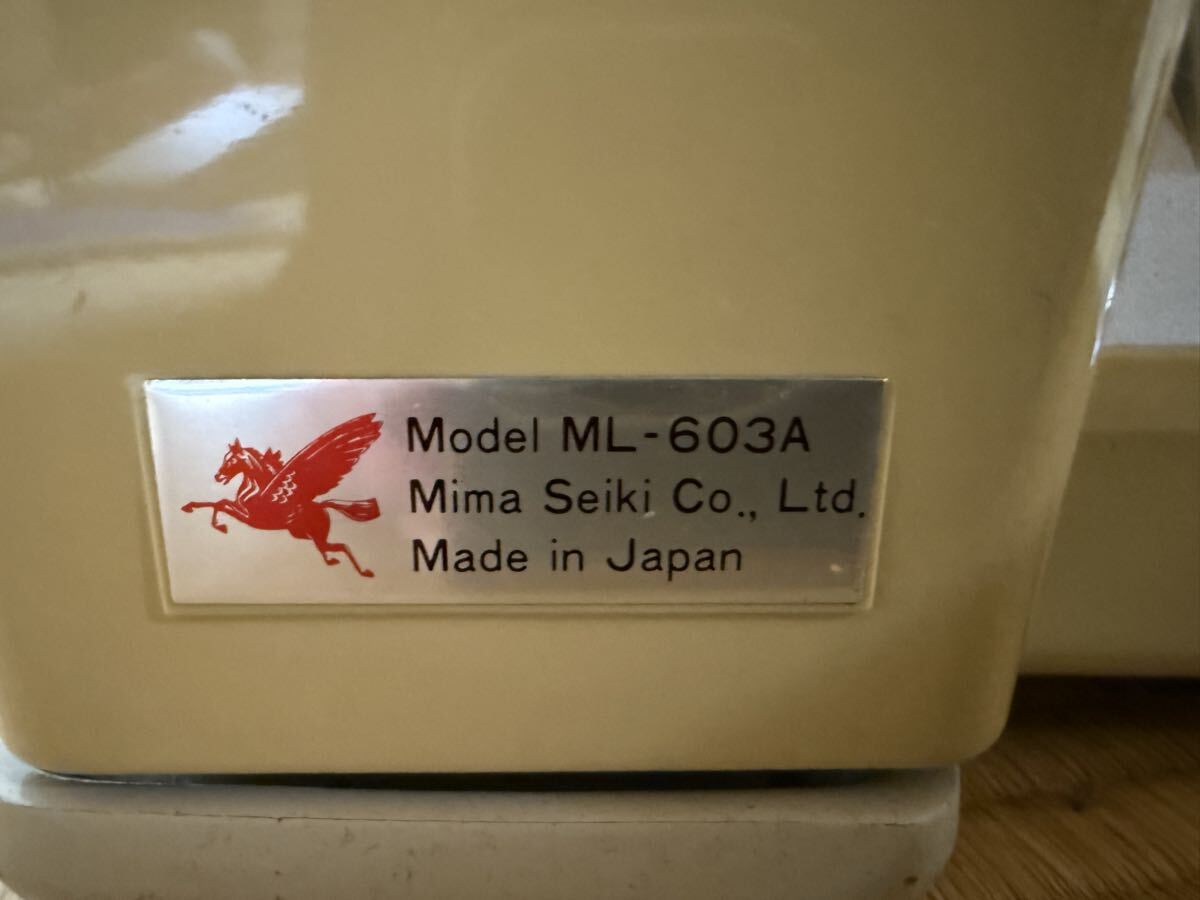 Model ML-603A
Mima Seiki Co., Ltd.
Made in Japan